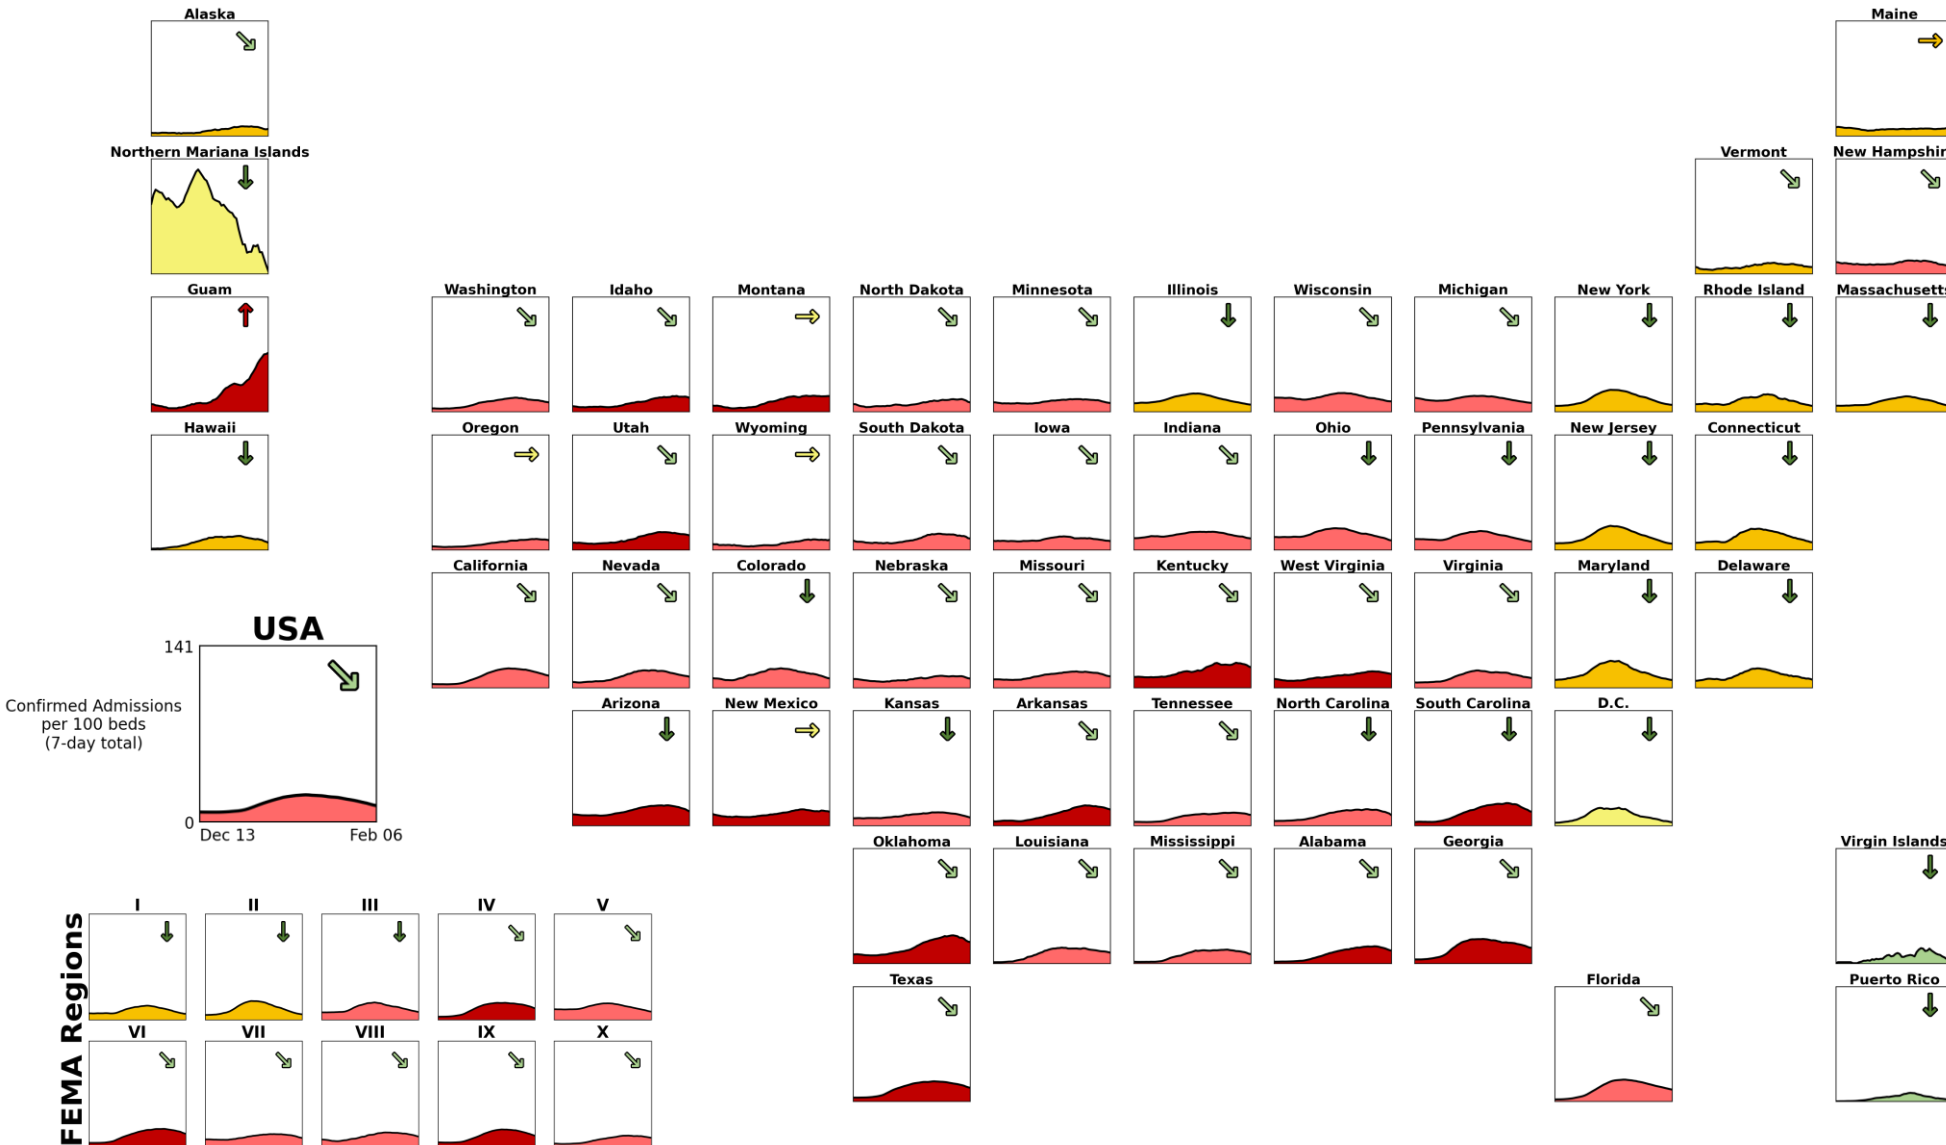 Alaska
Maine
Northern Mariana Islands
Vermont
New Hampshir
Guam
Washington
Idaho
Montana
North Dakota
Minnesota
Illinois
Wisconsin
Michigan
New York
Rhode Island
Massachusetts
Hawaii
Oregon
Utah
Wyoming
South Dakota
Iowa
Indiana
Ohio
Pennsylvania
New Jersey
Connecticut
California
Nevada
Colorado
Nebraska
Missouri
Kentucky
West Virginia
Virginia
Maryland
Delaware
USA
141
Confirmed Admissions
per 100 beds
(7-day total)
0
Dec 13
Feb 06
Arizona
New Mexico
Kansas
Arkansas
Tennessee
North Carolina
South Carolina
D.C.
Oklahoma
Louisiana
Mississippi
Alabama
Georgia
Virgin Islands
FEMA Regions
I
II
III
IV
V
VI
VII
VIII
IX
X
Texas
Florida
Puerto Rico